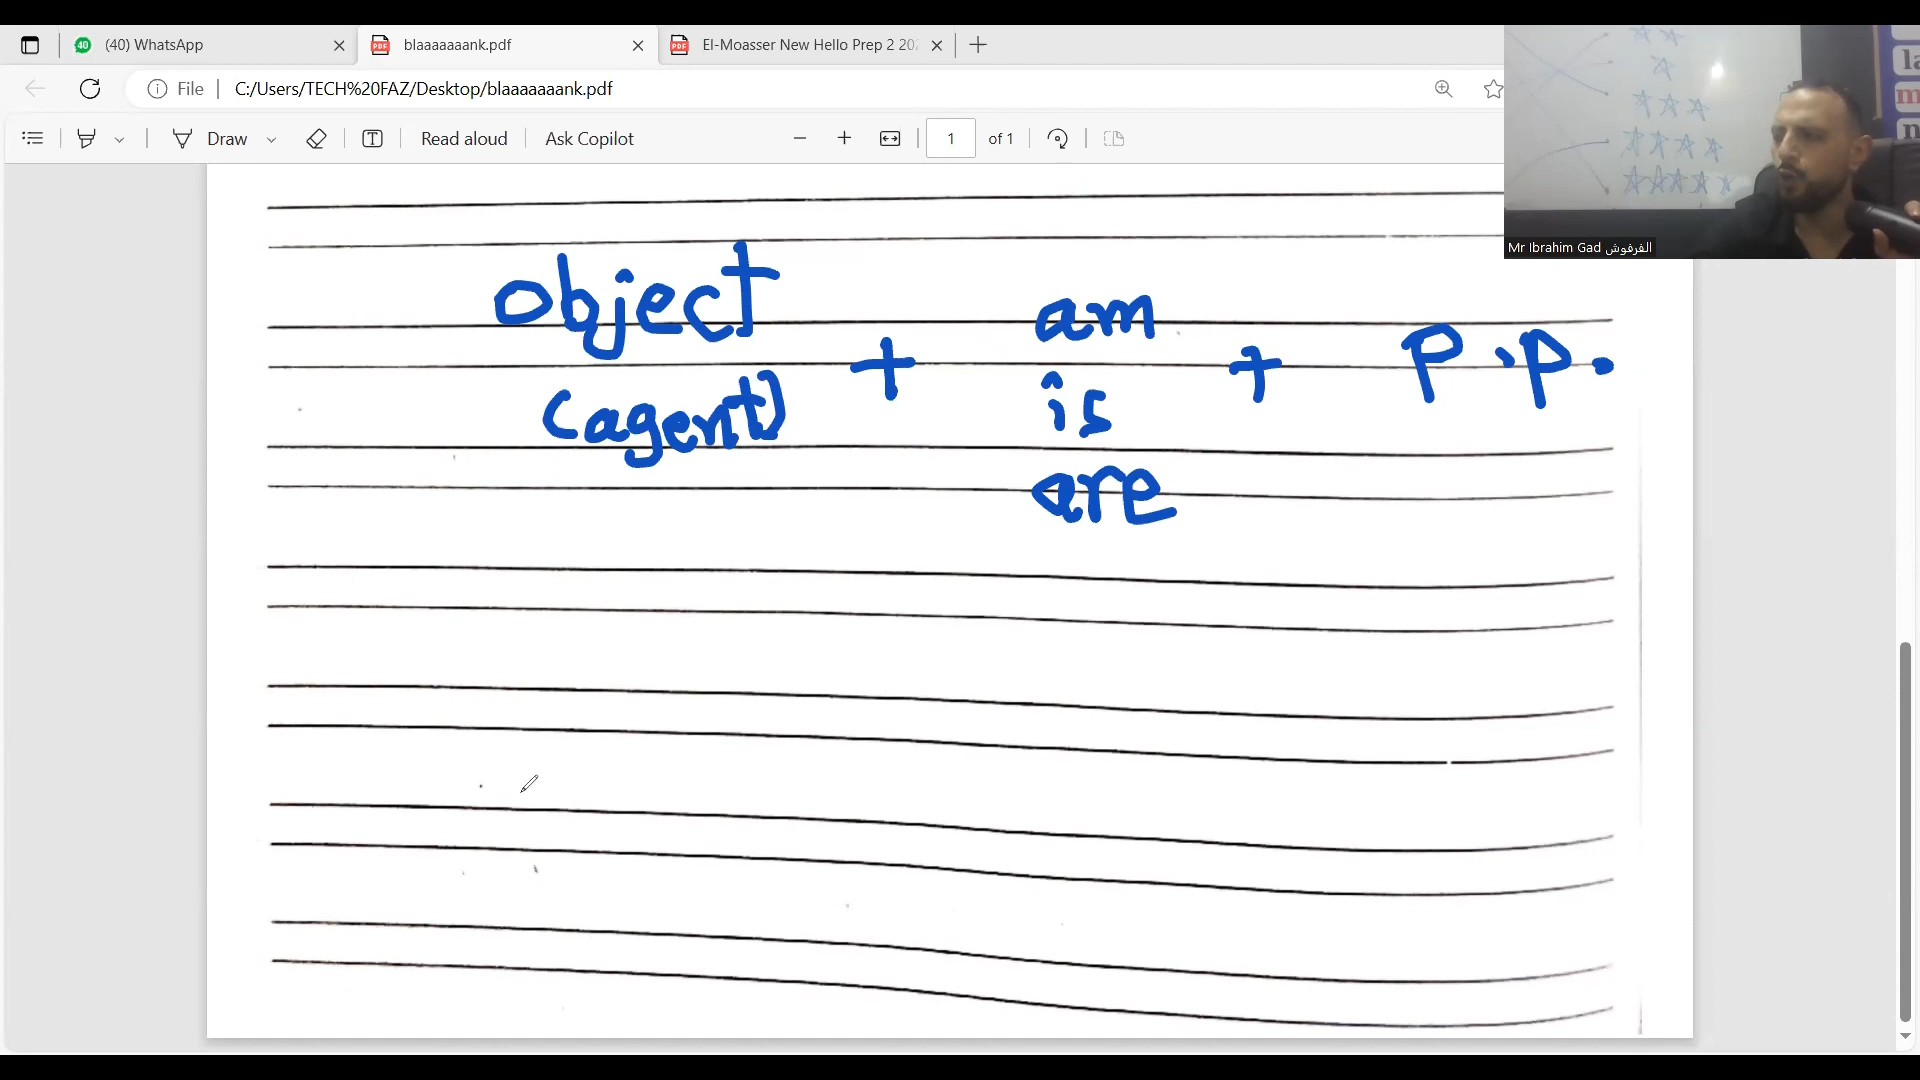 (40) WhatsApp
blaaaaaaank.pdf
El-Moasser New Hello Prep 2 202
File
C:/Users/TECH%20FAZ/Desktop/blaaaaaaank.pdf
Draw
Read aloud
Ask Copilot
1
of 1
Mr Ibrahim Gad الفرفوش
object
(agent)
+
am
is
are
+
P.P.